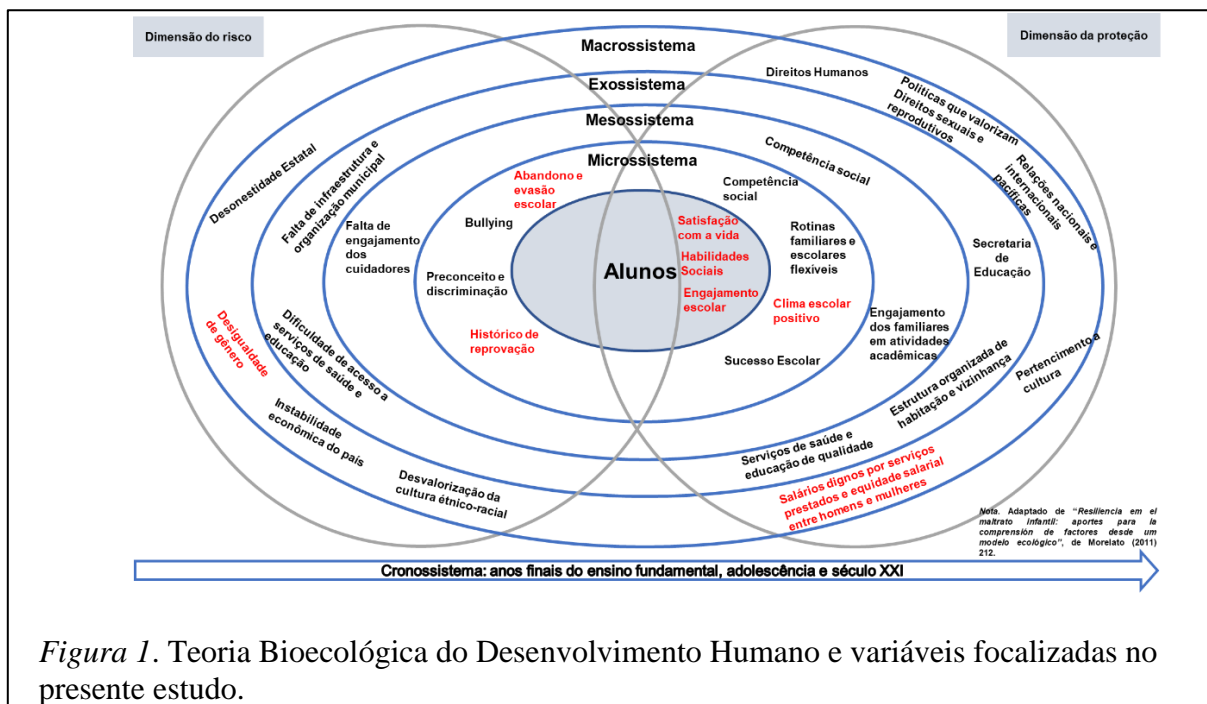 Dimensão do risco
Dimensão da proteção
Macrossistema
Exossistema
Mesossistema
Microssistema
Alunos
Desonestidade Estatal
Falta de infraestrutura e
organização municipal
Falta de
engajamento
dos
cuidadores
Bullying
Abandono e
evasão
escolar
Preconceito e
discriminação
Histórico de
reprovação
Desigualdade
de gênero
Dificuldade de acesso a
serviços de saúde e
educação
Instabilidade
econômica do país
Desvalorização da
cultura étnico-racial
Direitos Humanos
Políticas que valorizam
Direitos sexuais e
reprodutivos
Relações nacionais e
internacionais
pacíficas
Competência social
Competência
social
Satisfação
com a vida
Habilidades
Sociais
Engajamento
escolar
Rotinas
familiares e
escolares
flexíveis
Clima escolar
positivo
Sucesso Escolar
Secretaria
de
Educação
Engajamento
dos familiares
em atividades
acadêmicas
Estrutura organizada de
habitação e vizinhança
Pertencimento a
cultura
Serviços de saúde e
educação de qualidade
Salários dignos por serviços
prestados e equidade salarial
entre homens e mulheres
Nota. Adaptado de "Resiliencia em el
maltrato infantil: aportes para la
comprensión de factores desde um
modelo ecológico", de Morelato (2011)
212.
Cronossistema: anos finais do ensino fundamental, adolescência e século XXI
Figura 1. Teoria Bioecológica do Desenvolvimento Humano e variáveis focalizadas no
presente estudo.